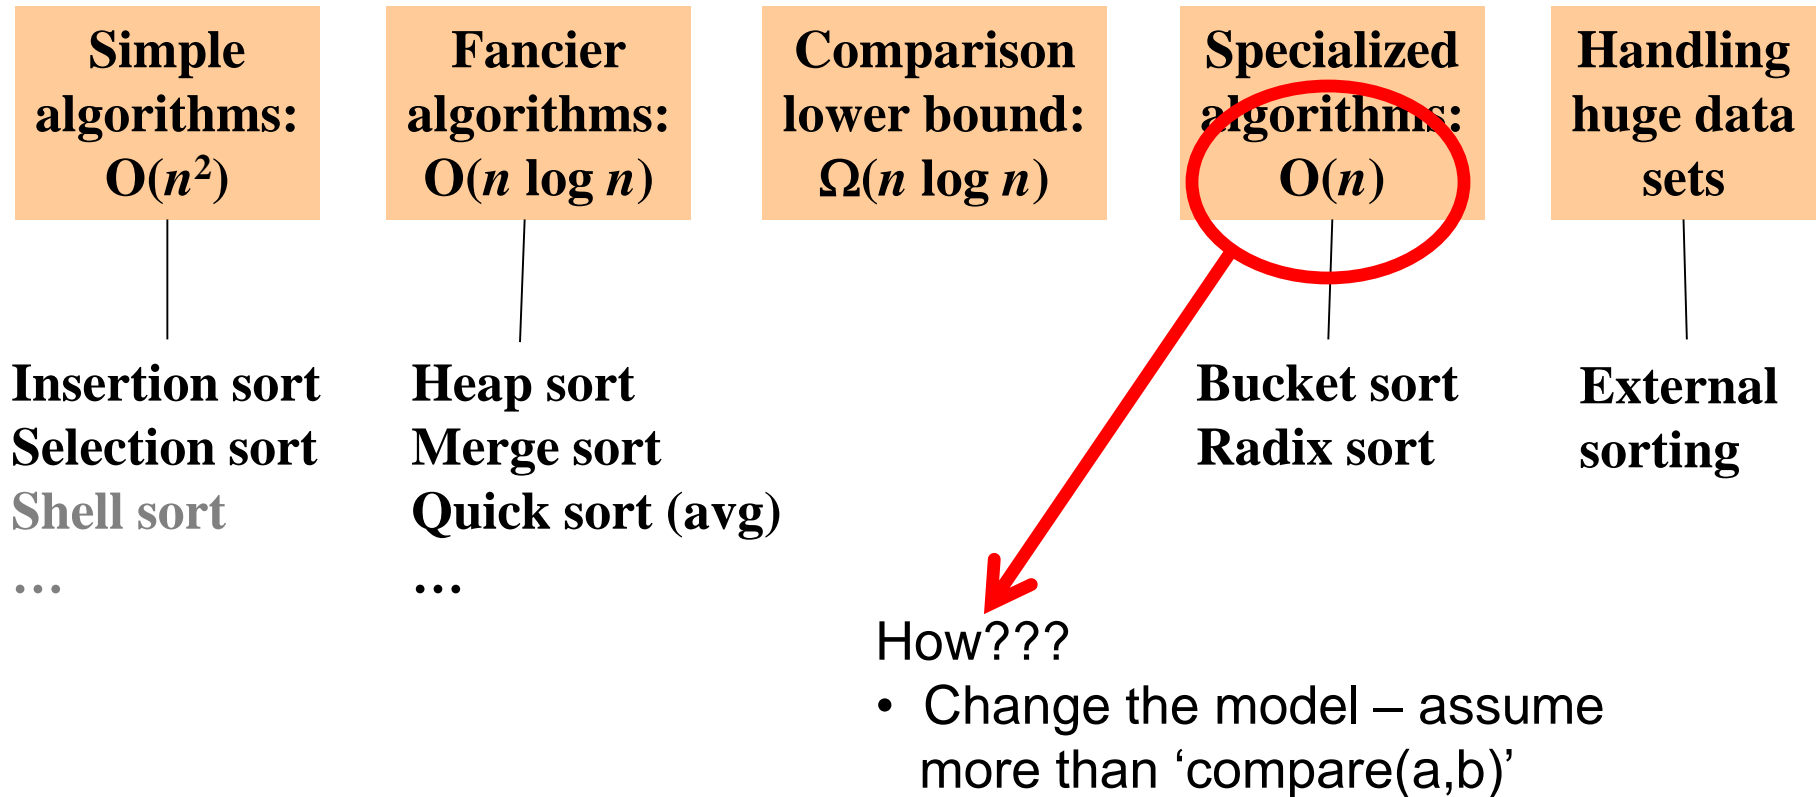 Simple
algorithms:
O(n²)
Fancier
algorithms:
O(n log n)
Comparison
lower bound:
Ω(n log n)
Specialized
algorithms:
O(n)
Handling
huge data
sets
Insertion sort
Selection sort
Shell sort
…
Heap sort
Merge sort
Quick sort (avg)
…
Bucket sort
Radix sort
External
sorting
How???
• Change the model – assume
more than ‘compare(a,b)’